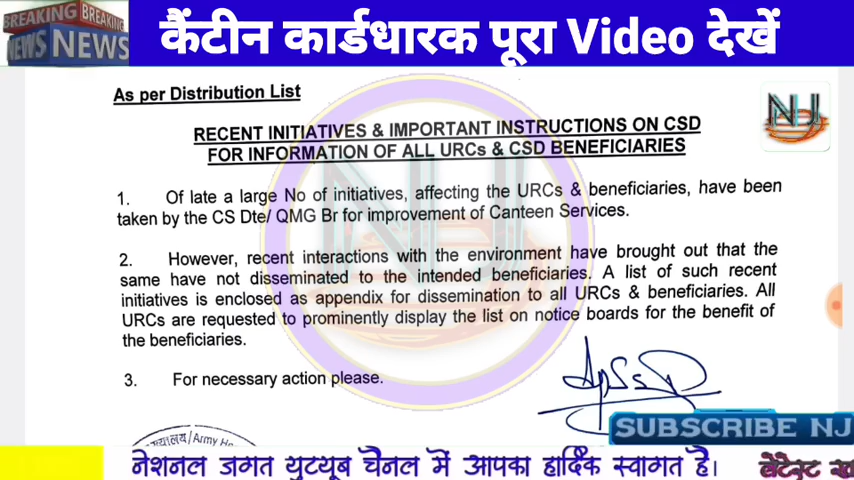 BREAKING BREAKING
NEWS NEWS
कैंटीन कार्डधारक पूरा Video देखें
As per Distribution List
NJ
RECENT INITIATIVES & IMPORTANT INSTRUCTIONS ON CSD
FOR INFORMATION OF ALL URCs & CSD BENEFICIARIES
1. Of late a large No of initiatives, affecting the URCs & beneficiaries, have been
taken by the CS Dte/ QMG Br for improvement of Canteen Services.
2. However, recent interactions with the environment have brought out that the
same have not disseminated to the intended beneficiaries. A list of such recent
initiatives is enclosed as appendix for dissemination to all URCs & beneficiaries. All
URCs are requested to prominently display the list on notice boards for the benefit of
the beneficiaries.
3. For necessary action please.
SUBSCRIBE NJ
/Army
नेशनल जगत युटयूब चैनल में आपका हार्दिक स्वागत है। लेटेस्ट